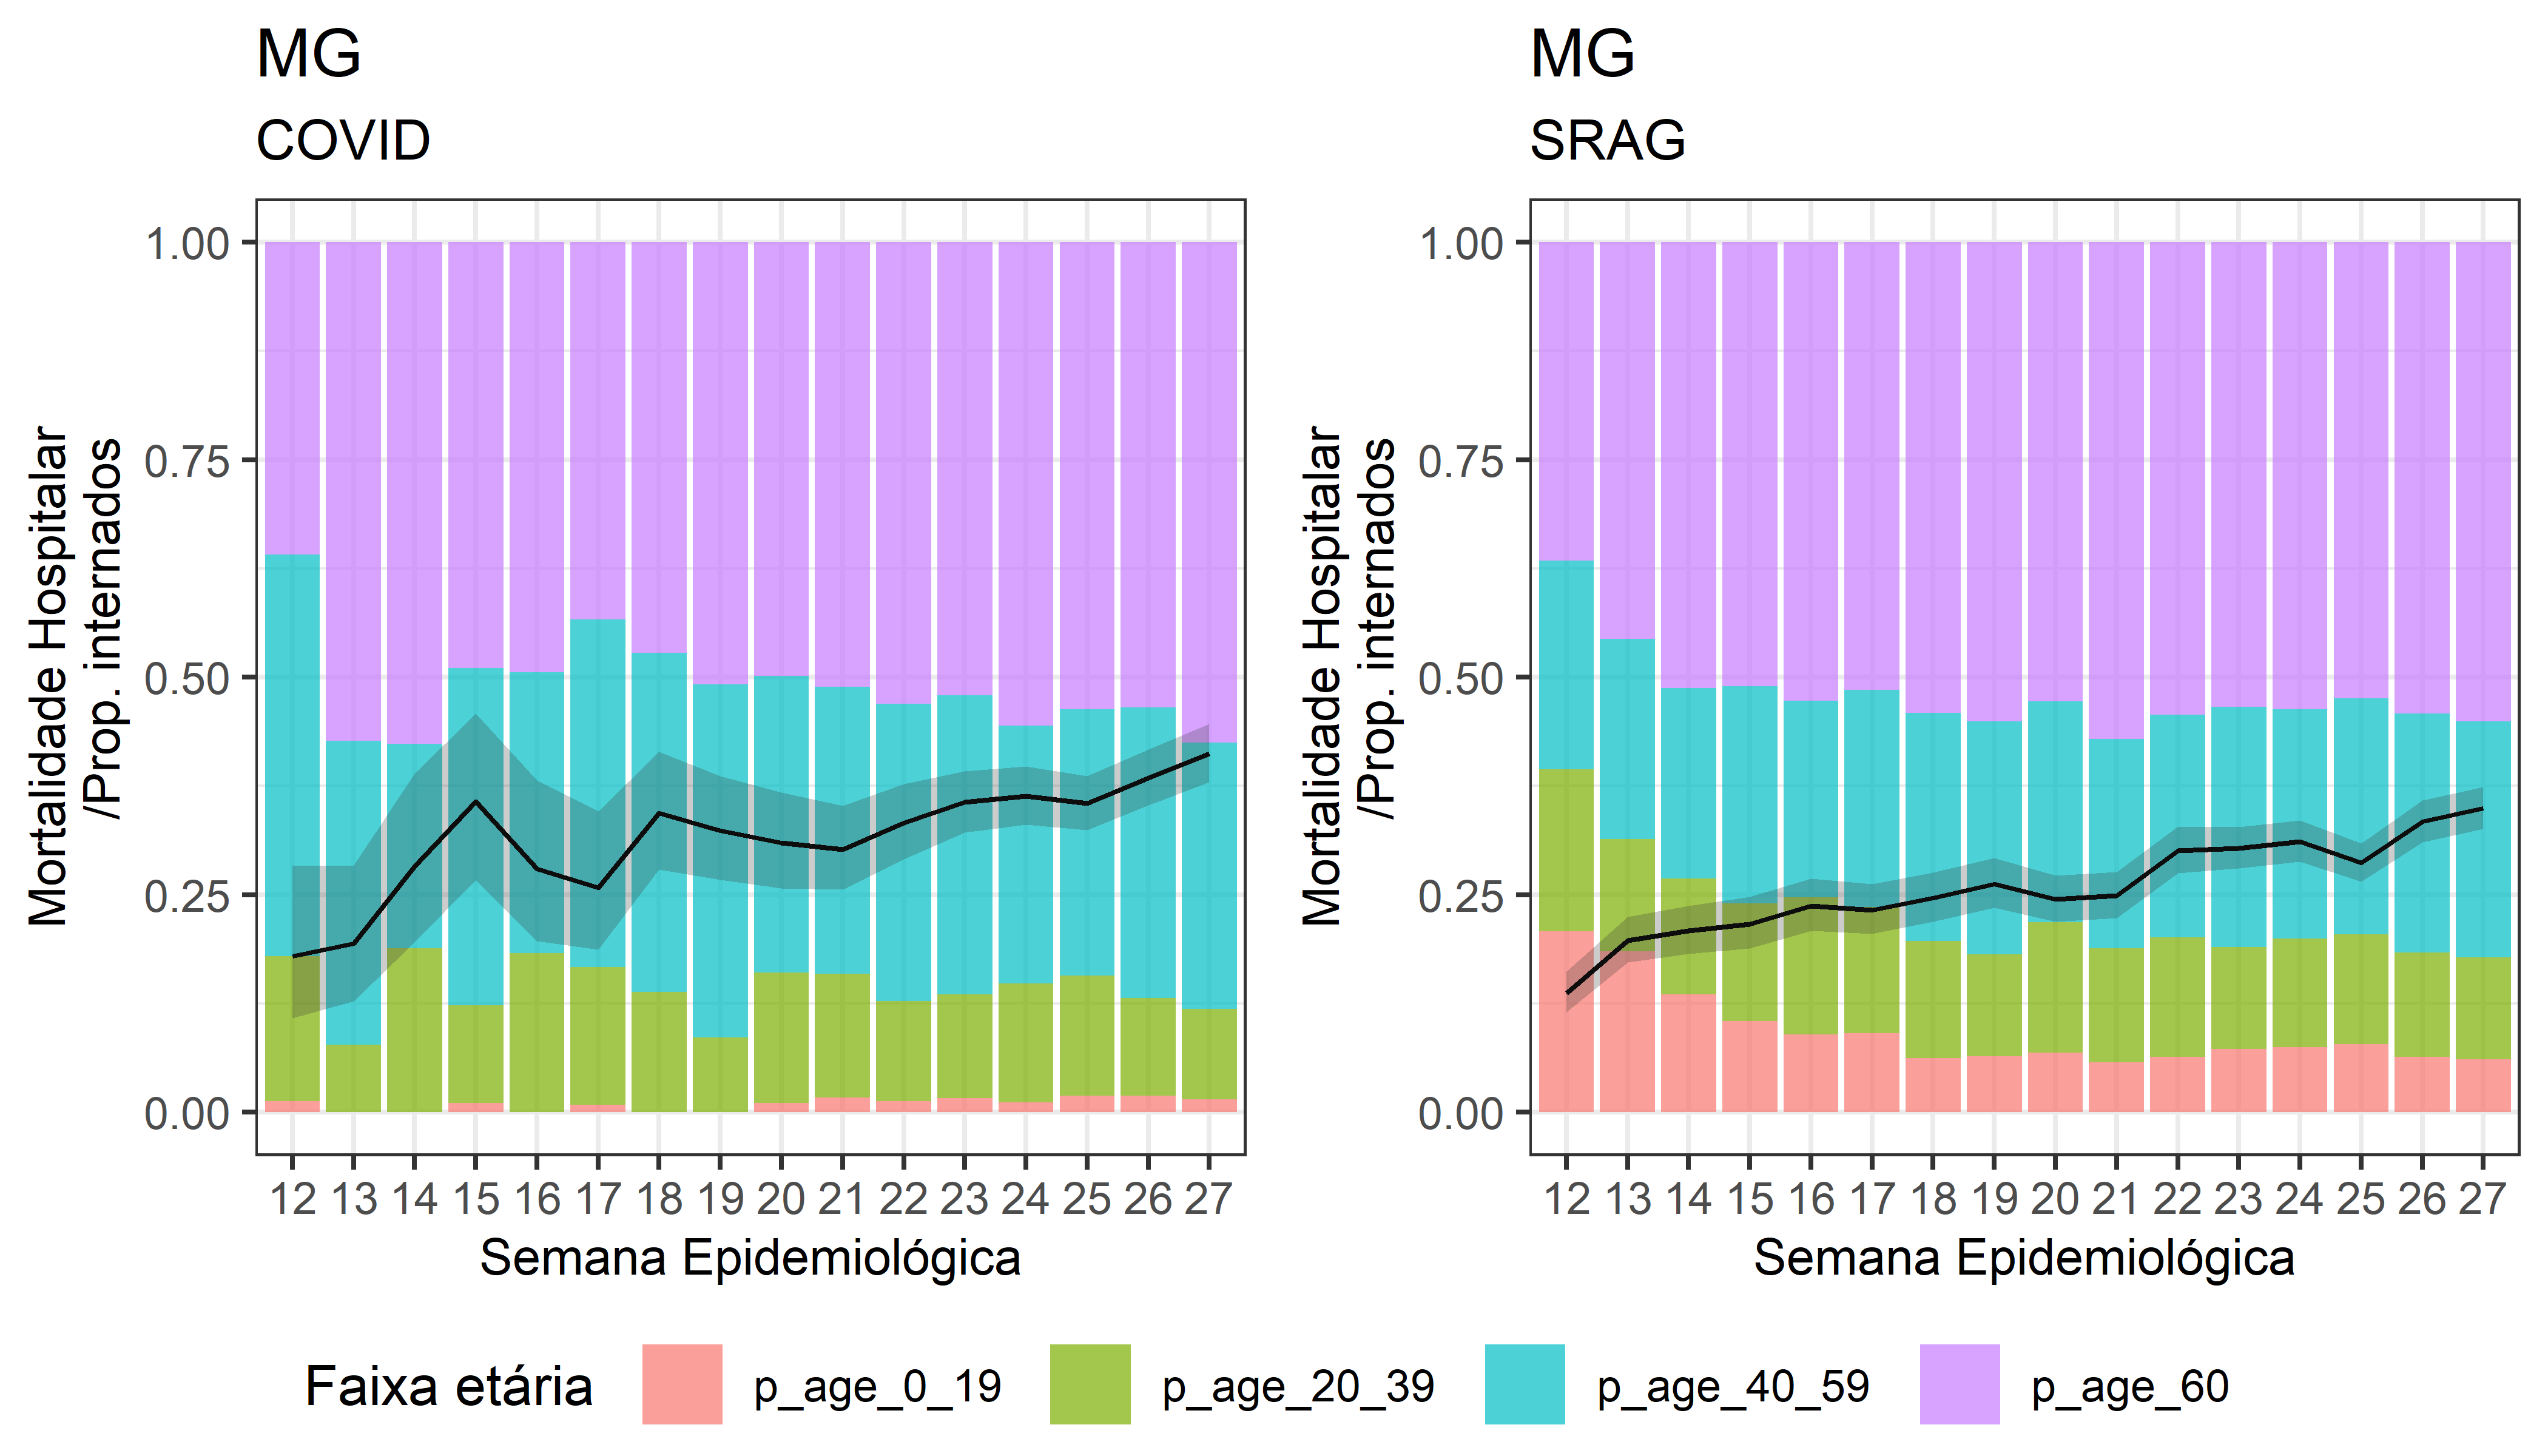 MG
COVID
Mortalidade Hospitalar
/Prop. internados
1.00
0.75
0.50
0.25
0.00
12 13 14 15 16 17 18 19 20 21 22 23 24 25 26 27
Semana Epidemiológica
MG
SRAG
Mortalidade Hospitalar
/Prop. internados
1.00
0.75
0.50
0.25
0.00
12 13 14 15 16 17 18 19 20 21 22 23 24 25 26 27
Semana Epidemiológica
Faixa etária p_age_0_19 p_age_20_39 p_age_40_59 p_age_60